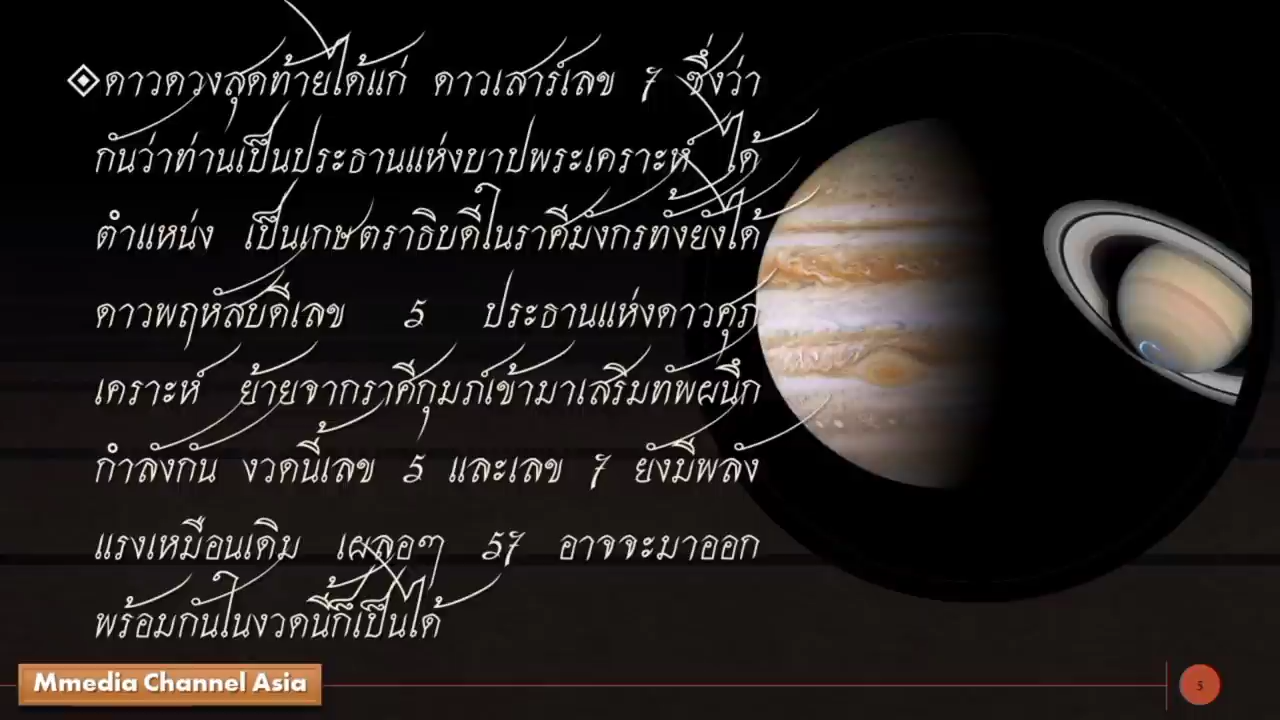 ดาวดวงสุดท้ายได้แก่ ดาวเสาร์เลข 7 ซึ่งว่า
กันว่าท่านเป็นประธานแห่งบาปพระเคราะห์ ได้
ตำแหน่ง เป็นเกษตราธิบดีในราศีมังกรทั้งยังได้
ดาวพฤหัสบดีเลข 5 ประธานแห่งดาวศุภ
เคราะห์ ย้ายจากราศีกุมภ์เข้ามาเสริมทัพผนึก
กำลังกัน งวดนี้เลข 5 และเลข 7 ยังมีพลัง
แรงเหมือนเดิม เผลอๆ 57 อาจจะมาออก
พร้อมกันในงวดนี้ก็เป็นได้
Mmedia Channel Asia
5